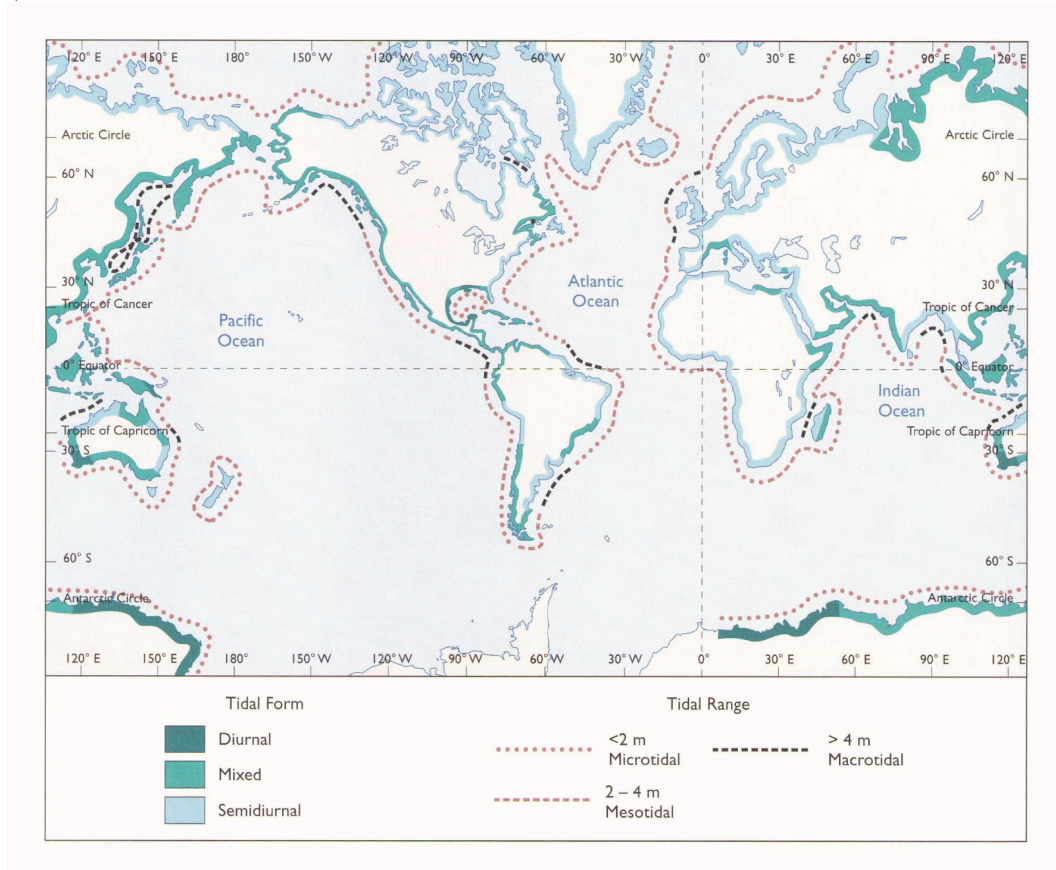 120° E 150° E 180 150° W 120° W 90° W 60° W 30° W 0° 30° E 60° E 90° E 120° E
Arctic Circle Arctic Circle
60° N 60° N
30° N 30° N
Atlantic
Ocean
Tropic of Cancer Tropic of Cancer
Pacific
Ocean
0° Equator 0° Equator
Indian
Ocean
Tropic of Capricorn Tropic of Capricorn
30° S 30° S
60° S 60° S
Antarctic Circle Antarctic Circle
120° E 150° E 180 150° W 120° W 90° W 60° W 30° W 0° 30° E 60° E 90° E 120° E
Tidal Form Tidal Range
Diurnal
Mixed
Semidiurnal
<2 m
Microtidal
> 4 m
Macrotidal
2 – 4 m
Mesotidal